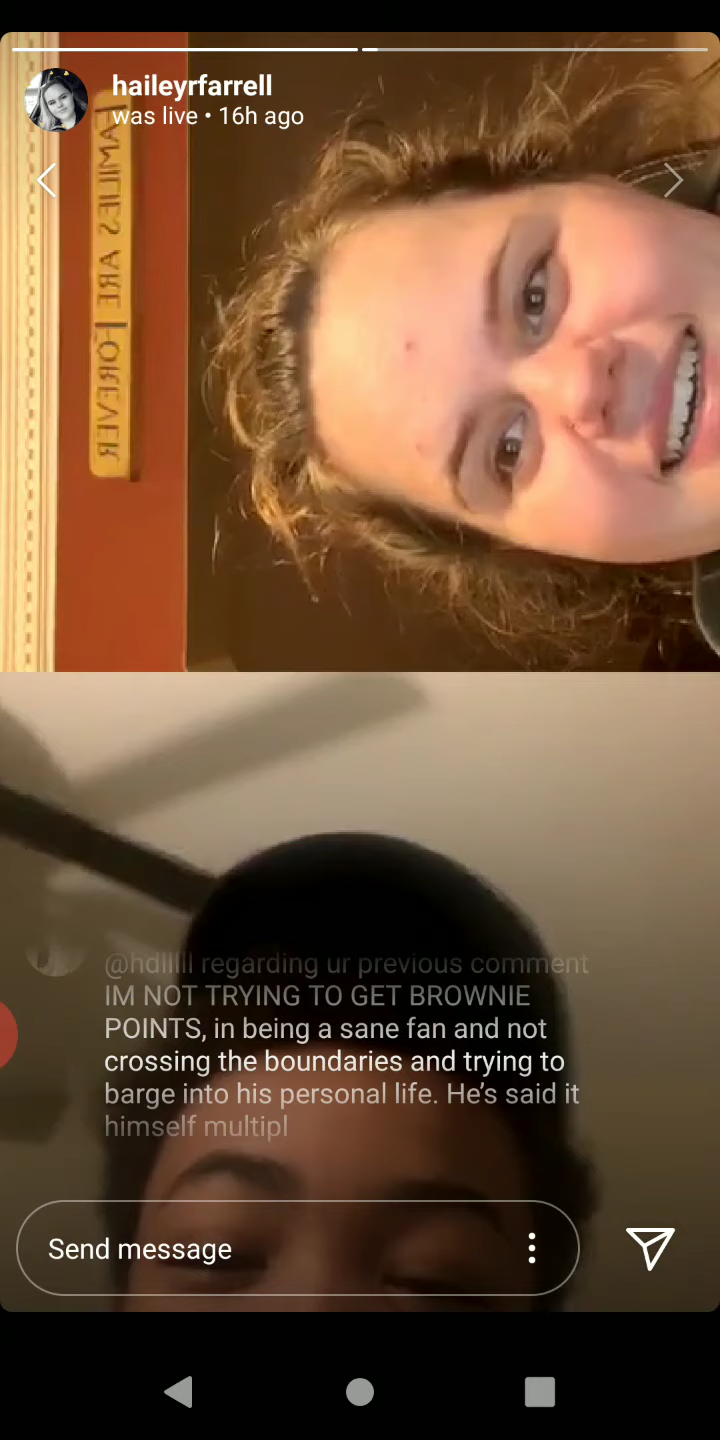 haileyrfarrell
was live • 16h ago
FAMILIES ARE FOREVER
@hdlllll regarding ur previous comment
IM NOT TRYING TO GET BROWNIE
POINTS, in being a sane fan and not
crossing the boundaries and trying to
barge into his personal life. He’s said it
himself multipl
Send message